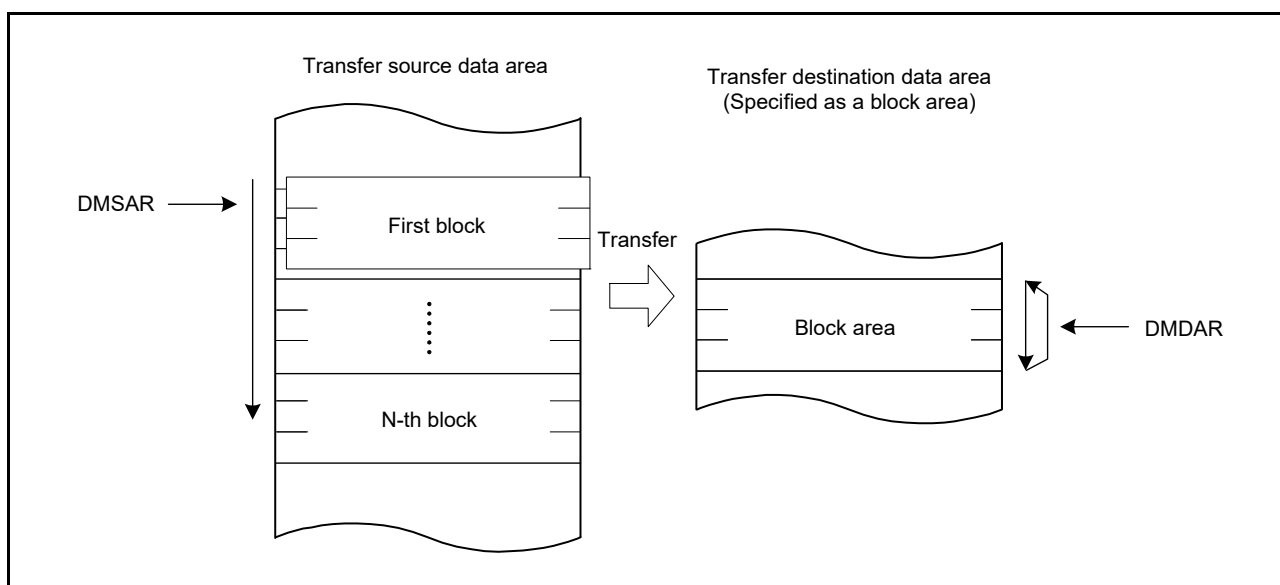 Transfer source data area
Transfer destination data area
(Specified as a block area)
DMSAR
First block
Transfer
Block area
DMDAR
N-th block